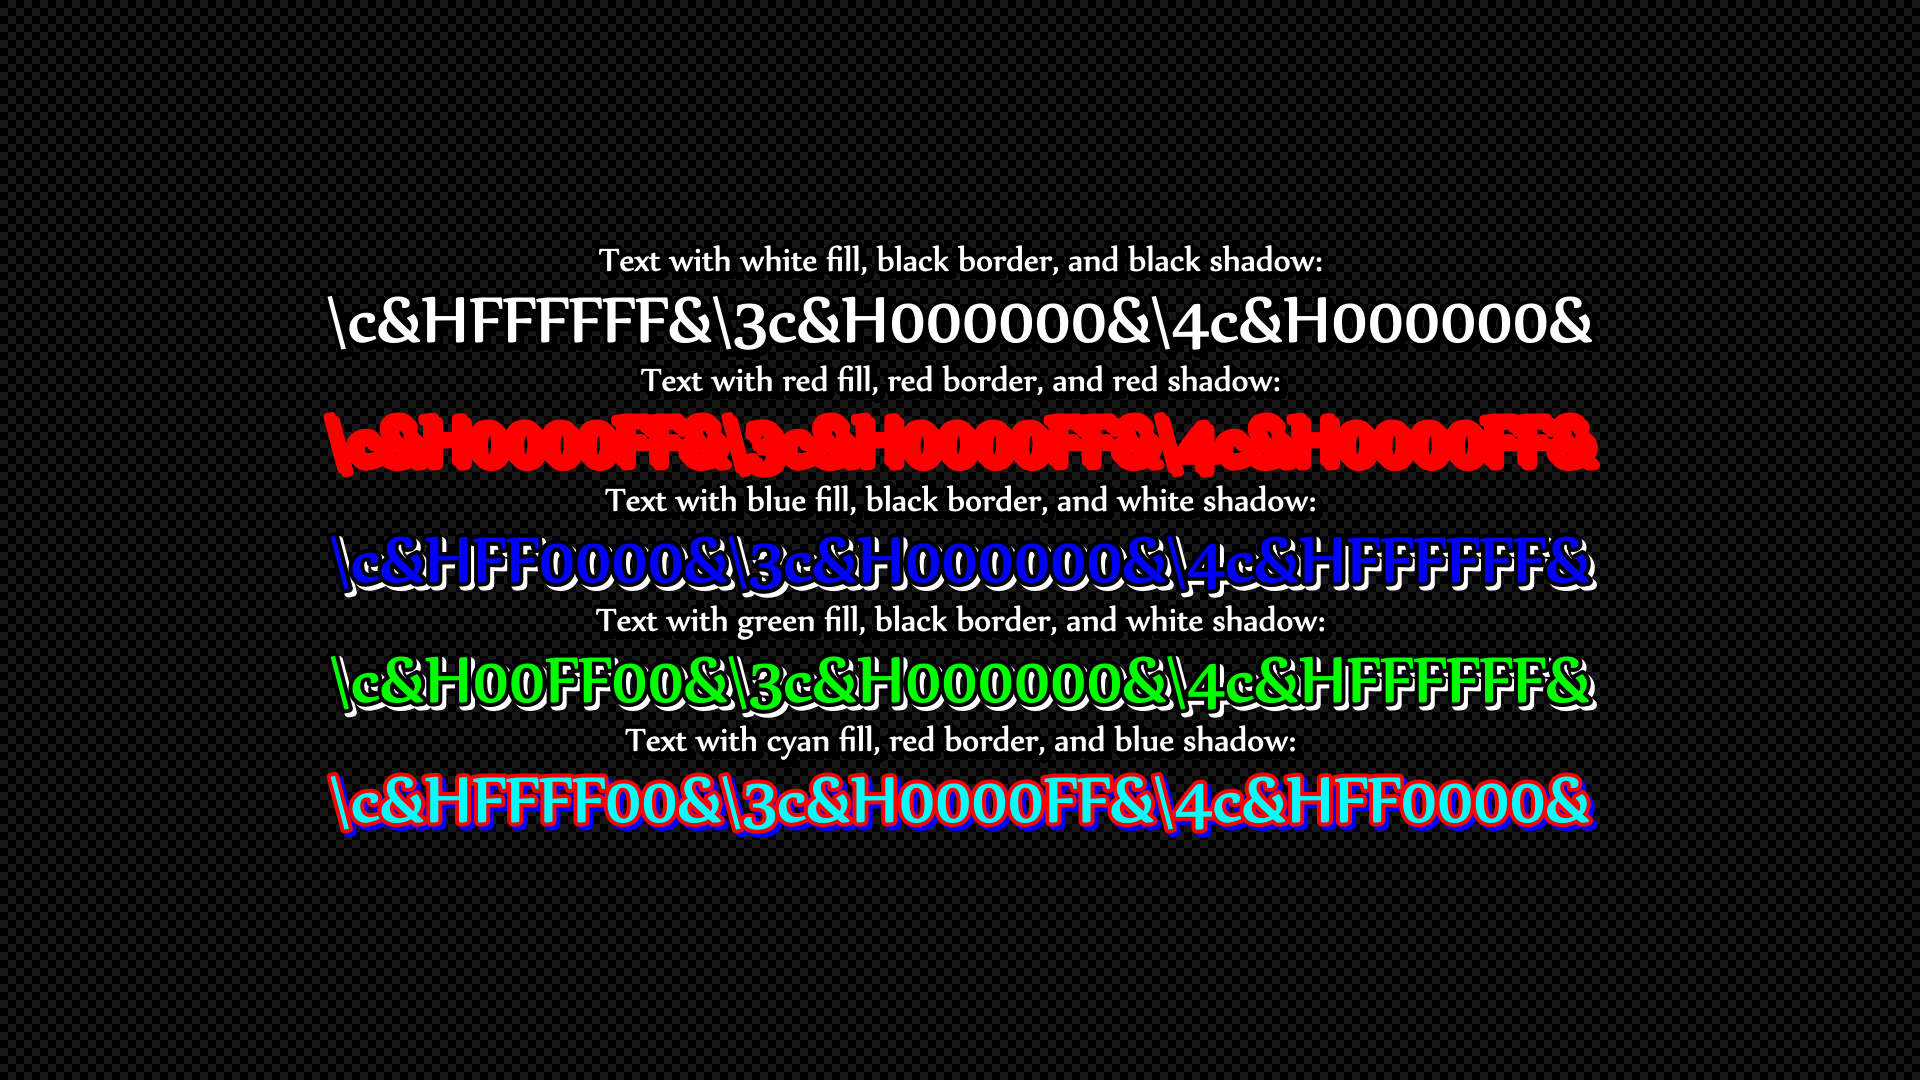 Text with white fill, black border, and black shadow:
\c&HFFFFFF&\3c&H000000&\4c&H000000&
Text with red fill, red border, and red shadow:
\c&H0000FF&\3c&H0000FF&\4c&H0000FF&
Text with blue fill, black border, and white shadow:
\c&HFF0000&\3c&H000000&\4c&HFFFFFF&
Text with green fill, black border, and white shadow:
\c&H00FF00&\3c&H000000&\4c&HFFFFFF&
Text with cyan fill, red border, and blue shadow:
\c&HFFFF00&\3c&H0000FF&\4c&HFF0000&